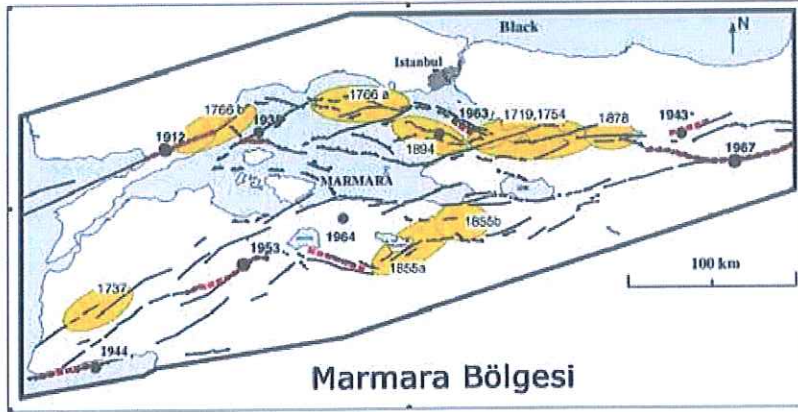 Black
N
Istanbul
1766 a
1766 b
1963
1719,1754
1878
1943
1912
1935
1894
1967
MARMARA
1855b
1964
1953
1855a
100 km
1737
1944
Marmara Bölgesi